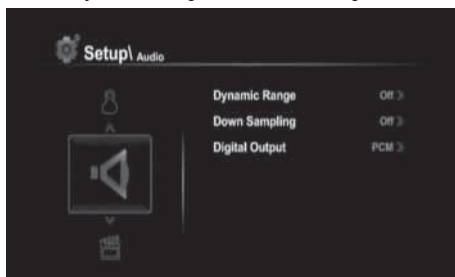 Setup\ Audio
Dynamic Range Off
Down Sampling Off
Digital Output PCM